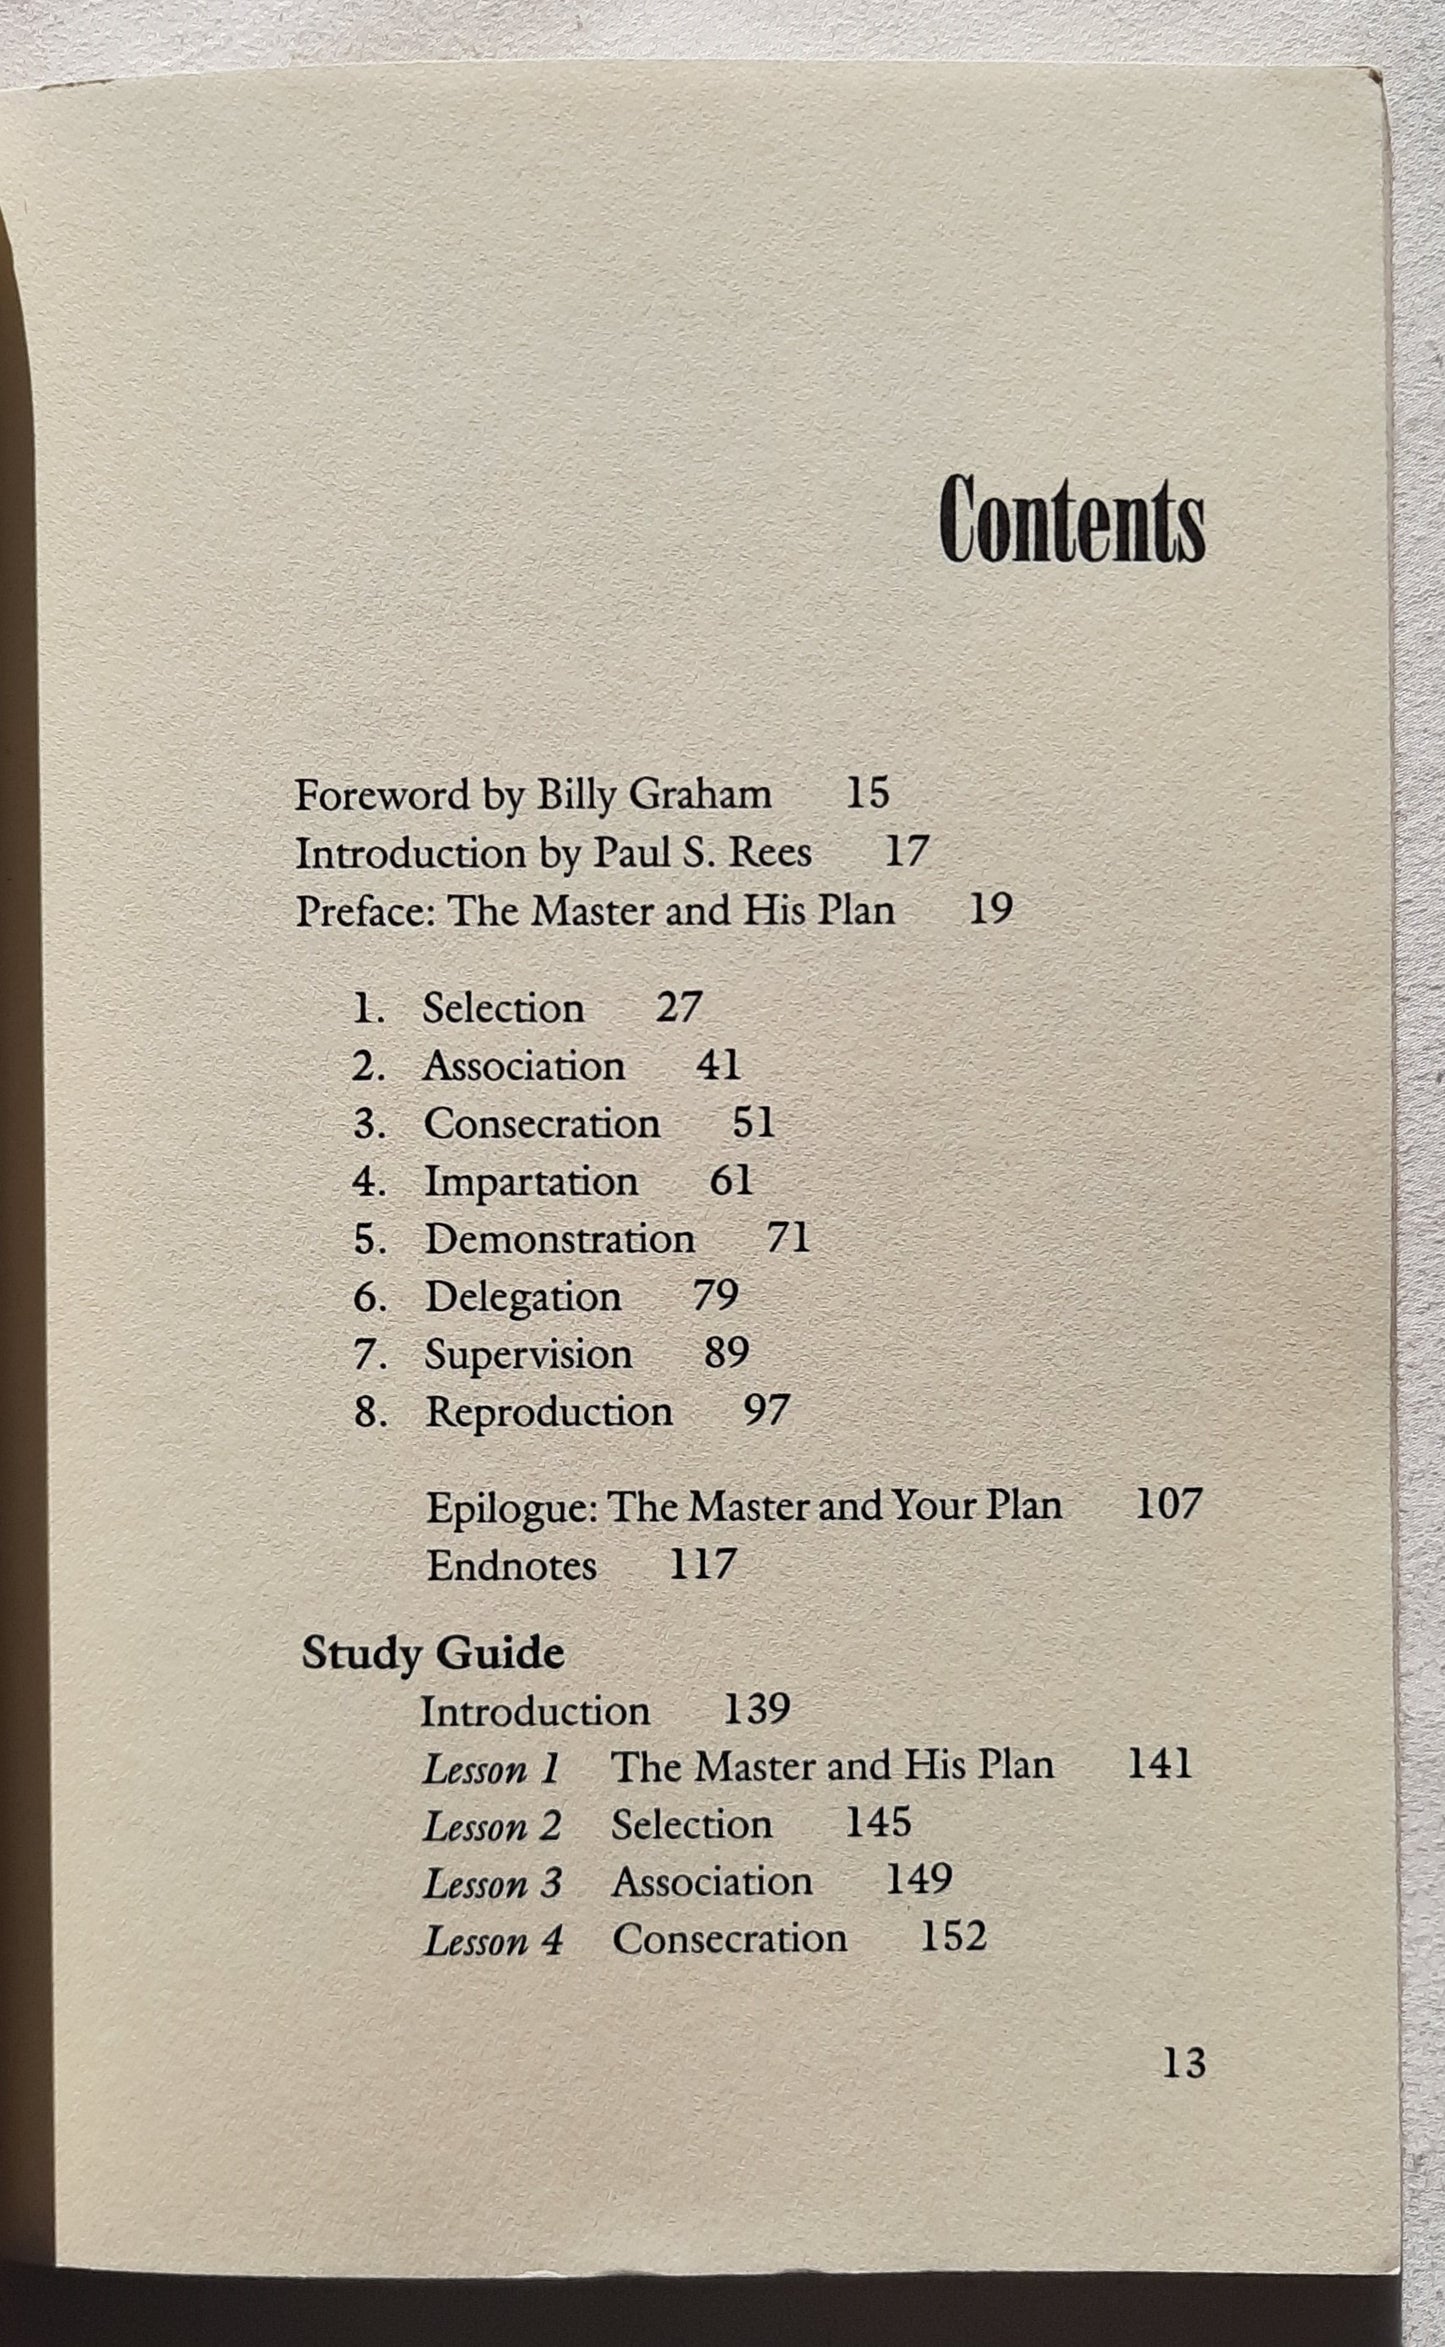 Contents
Foreword by Billy Graham 15
Introduction by Paul S. Rees 17
Preface: The Master and His Plan 19
1. Selection 27
2. Association 41
3. Consecration 51
4. Impartation 61
5. Demonstration 71
6. Delegation 79
7. Supervision 89
8. Reproduction 97
Epilogue: The Master and Your Plan 107
Endnotes 117
Study Guide
Introduction 139
Lesson 1 The Master and His Plan 141
Lesson 2 Selection 145
Lesson 3 Association 149
Lesson 4 Consecration 152
13